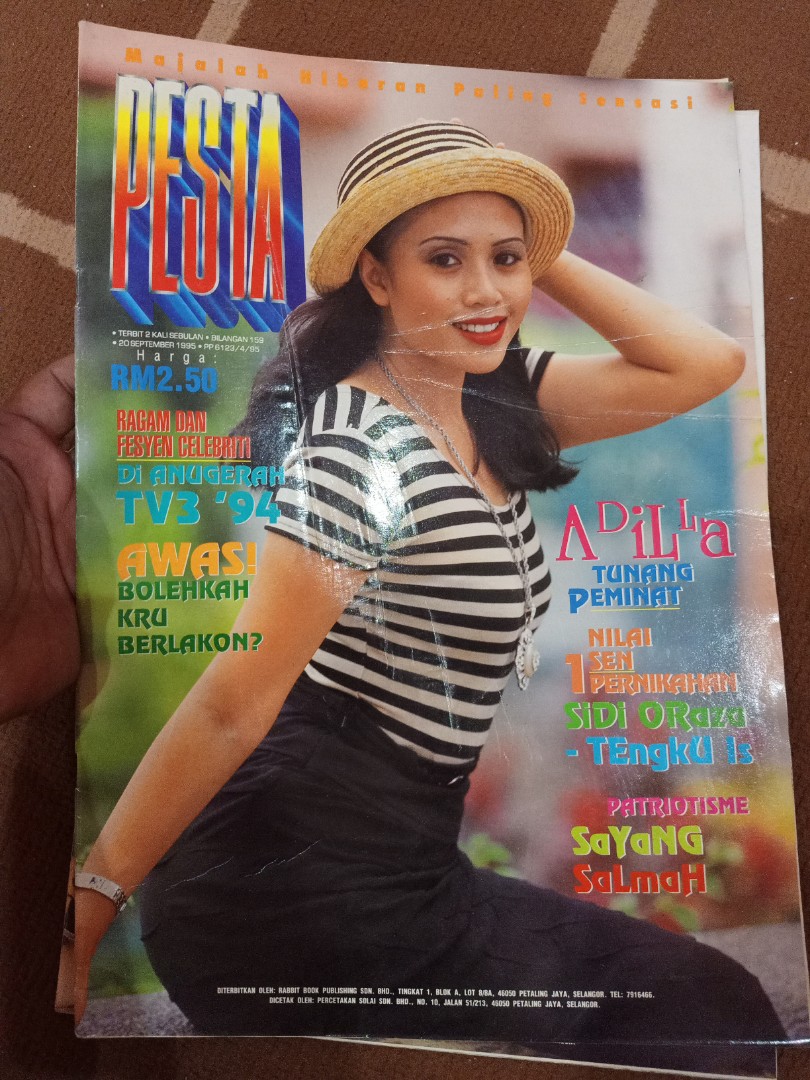 Majalah Hiburan Paling Sensasi
PESTA
• TERBIT 2 KALI SEBULAN • BILANGAN 159
• 20 SEPTEMBER 1995 • PP 6123/4/95
Harga:
RM2.50
RAGAM DAN
FESYEN CELEBRITI
Di ANUGERAH
TV3 '94
AWAS!
BOLEHKAH
KRU
BERLAKON?
ADiLLa
TUNANG
PEMINAT
NILAI
1 SEN
PERNIKAHAN
SiDi ORaza
- TEngkU Is
PATRIOTISME
SaYaNG
SaLmaH
DITERBITKAN OLEH: RABBIT BOOK PUBLISHING SDN. BHD., TINGKAT 1, BLOK A, LOT 8/8A, 46050 PETALING JAYA, SELANGOR. TEL: 7916466.
DICETAK OLEH: PERCETAKAN SOLAI SDN. BHD., NO. 10, JALAN 51/213, 46050 PETALING JAYA, SELANGOR.